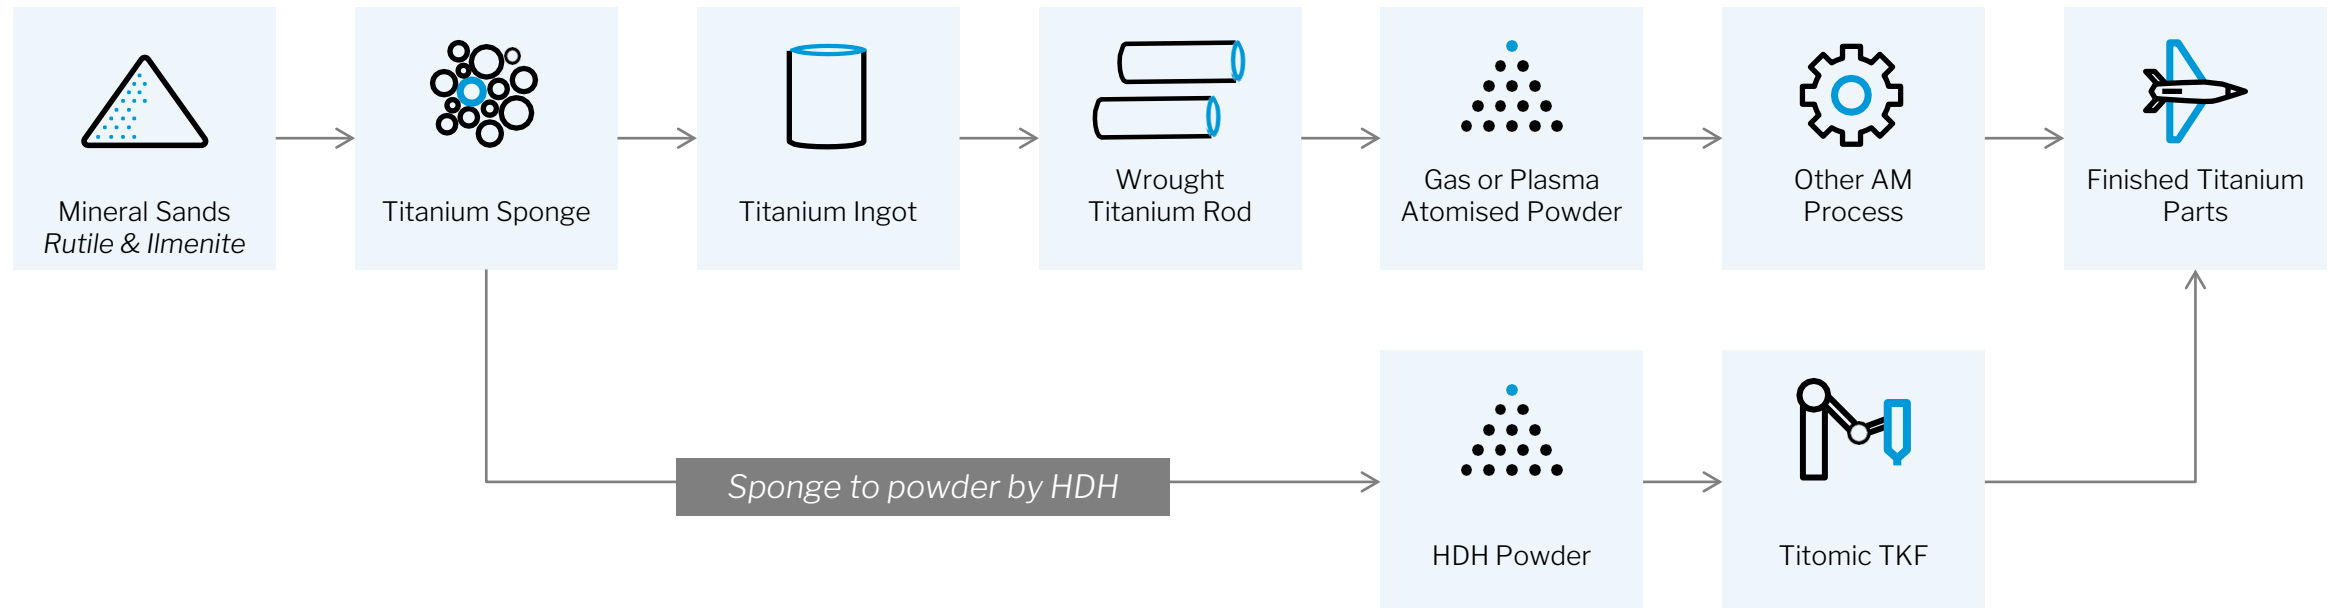 Mineral Sands
Rutile & Ilmenite
Titanium Sponge
Titanium Ingot
Wrought
Titanium Rod
Gas or Plasma
Atomised Powder
Other AM
Process
Finished Titanium
Parts
Sponge to powder by HDH
HDH Powder
Titomic TKF